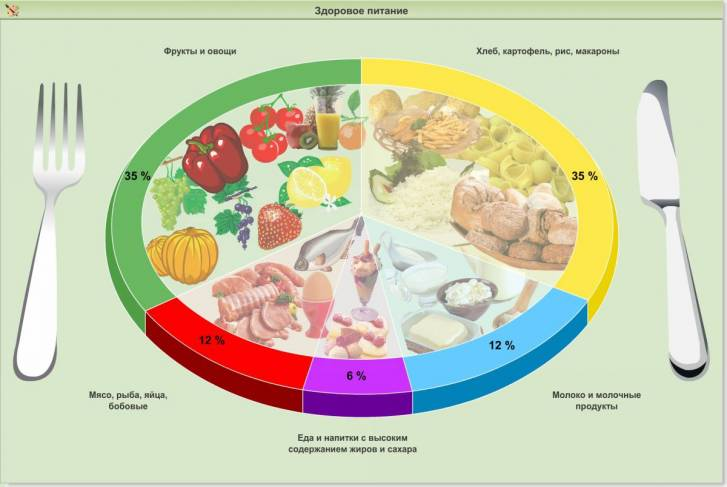 Здоровое питание
Фрукты и овощи
Хлеб, картофель, рис, макароны
35 %
35 %
12 %
12 %
6 %
Мясо, рыба, яйца,
бобовые
Молоко и молочные
продукты
Еда и напитки с высоким
содержанием жиров и сахара